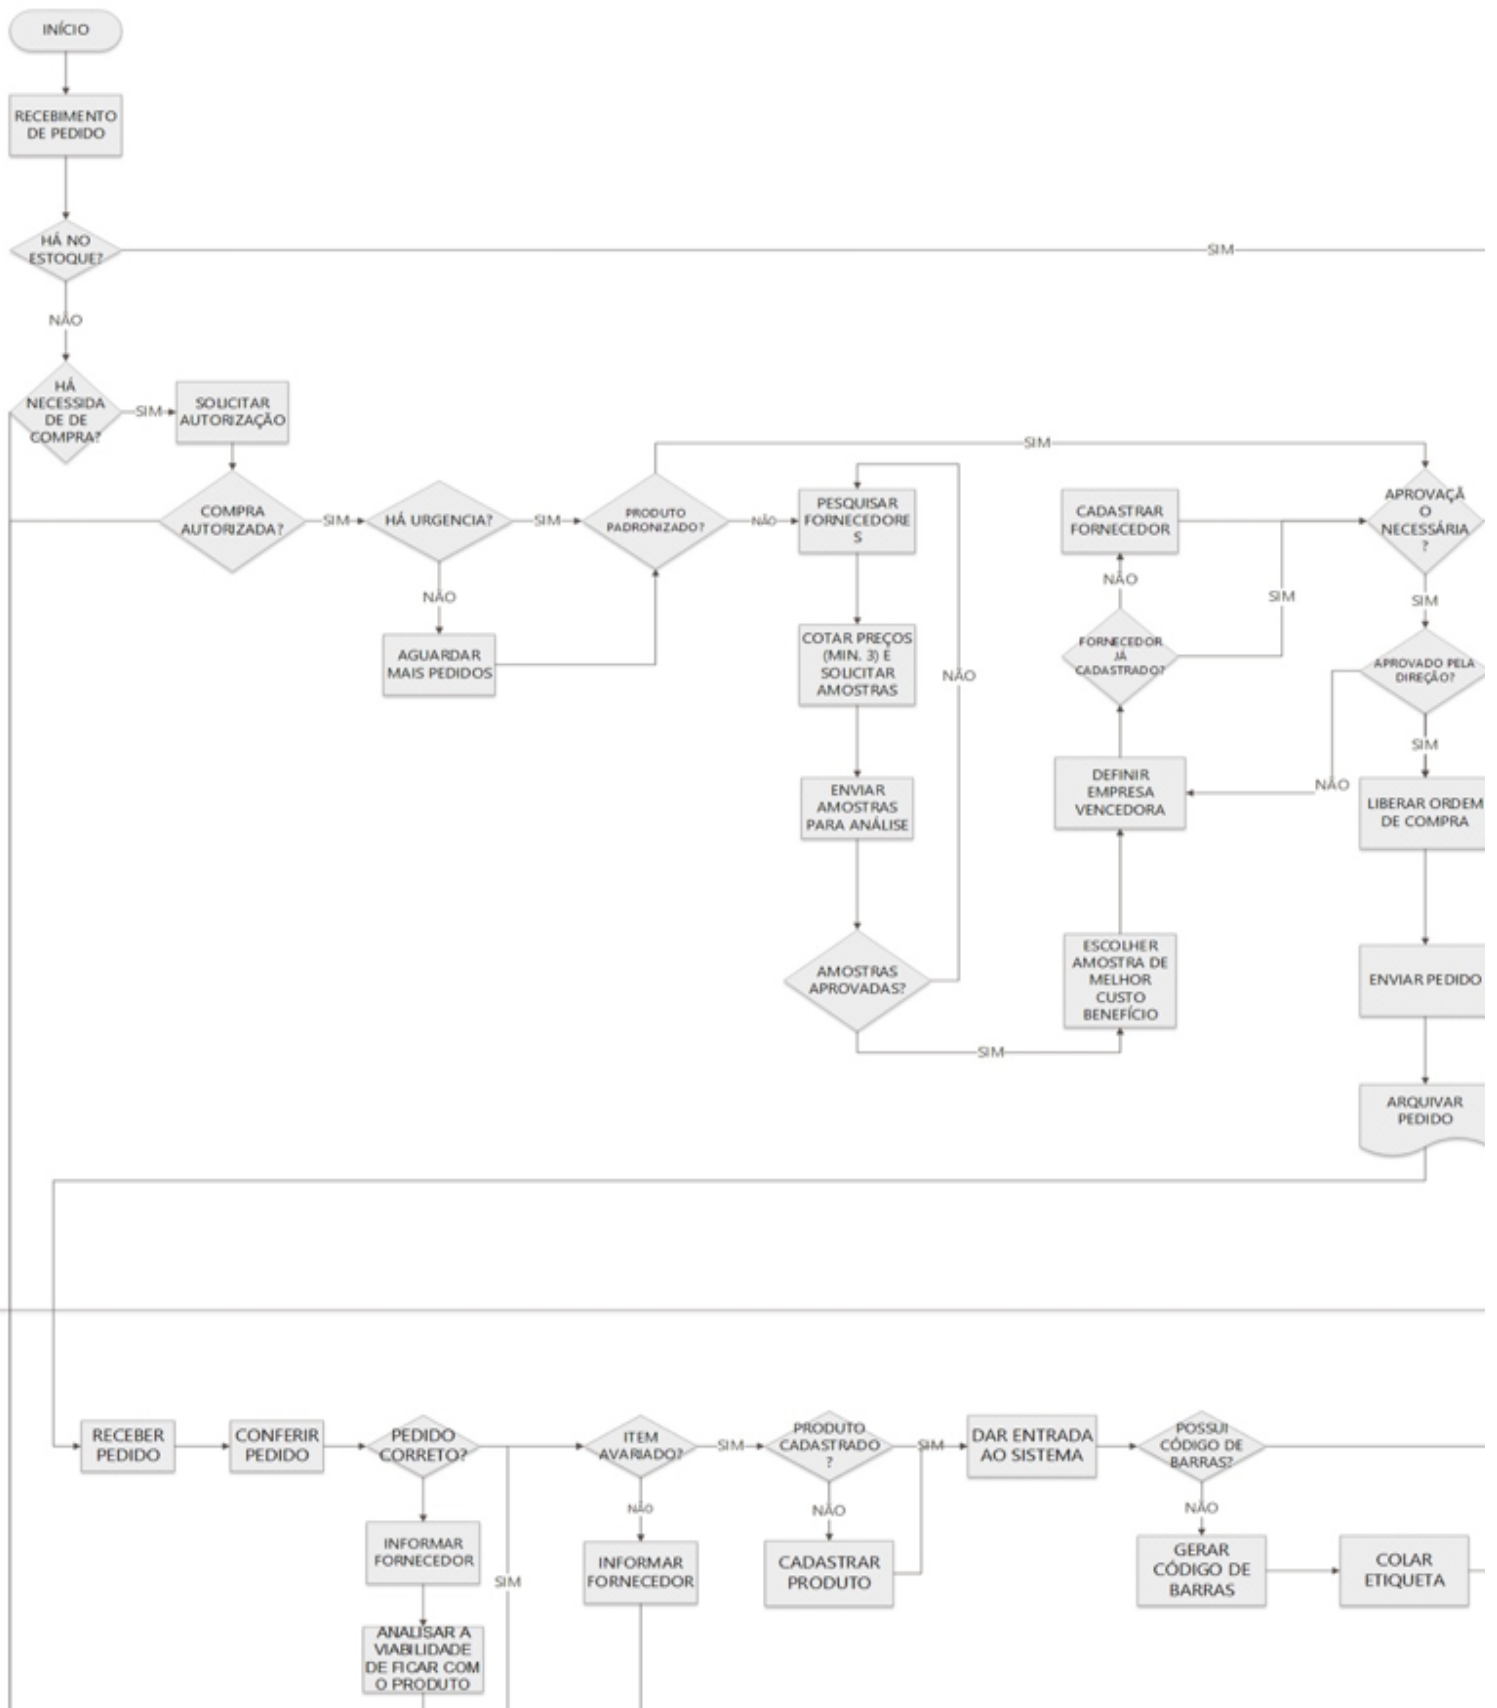 INÍCIO
RECEBIMENTO
DE PEDIDO
HÁ NO
ESTOQUE?
SIM
NÃO
HÁ
NECESSIDA
DE DE
COMPRA?
SIM
SOLICITAR
AUTORIZAÇÃO
COMPRA
AUTORIZADA?
SIM
HÁ URGENCIA?
SIM
NÃO
AGUARDAR
MAIS PEDIDOS
PRODUTO
PADRONIZADO?
SIM
NÃO
PESQUISAR
FORNECEDORE
S
COTAR PREÇOS
(MIN. 3) E
SOLICITAR
AMOSTRAS
ENVIAR
AMOSTRAS
PARA ANÁLISE
AMOSTRAS
APROVADAS?
NÃO
SIM
ESCOLHER
AMOSTRA DE
MELHOR
CUSTO
BENEFÍCIO
DEFINIR
EMPRESA
VENCEDORA
FORNECEDOR
JÁ
CADASTRADO?
NÃO
SIM
CADASTRAR
FORNECEDOR
APROVAÇÃ
O
NECESSÁRIA
?
SIM
APROVADO PELA
DIREÇÃO?
NÃO
SIM
LIBERAR ORDEM
DE COMPRA
ENVIAR PEDIDO
ARQUIVAR
PEDIDO
RECEBER
PEDIDO
CONFERIR
PEDIDO
PEDIDO
CORRETO?
SIM
INFORMAR
FORNECEDOR
ANALISAR A
VIABILIDADE
DE FICAR COM
O PRODUTO
ITEM
AVARIADO?
SIM
NÃO
INFORMAR
FORNECEDOR
PRODUTO
CADASTRADO
?
SIM
NÃO
CADASTRAR
PRODUTO
DAR ENTRADA
AO SISTEMA
POSSUI
CÓDIGO DE
BARRAS?
NÃO
GERAR
CÓDIGO DE
BARRAS
COLAR
ETIQUETA